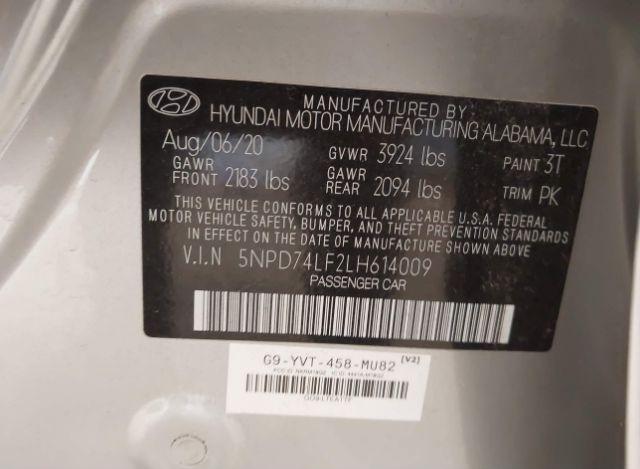 MANUFACTURED BY
HYUNDAI MOTOR MANUFACTURING ALABAMA, LLC
Aug/06/20 GVWR 3924 lbs PAINT 3T
GAWR FRONT 2183 lbs GAWR REAR 2094 lbs TRIM PK
THIS VEHICLE CONFORMS TO ALL APPLICABLE U.S.A. FEDERAL
MOTOR VEHICLE SAFETY, BUMPER, AND THEFT PREVENTION STANDARDS
IN EFFECT ON THE DATE OF MANUFACTURE SHOWN ABOVE
V.I.N 5NPD74LF2LH614009
PASSENGER CAR
G9-YVT-458-MU82 [V2]